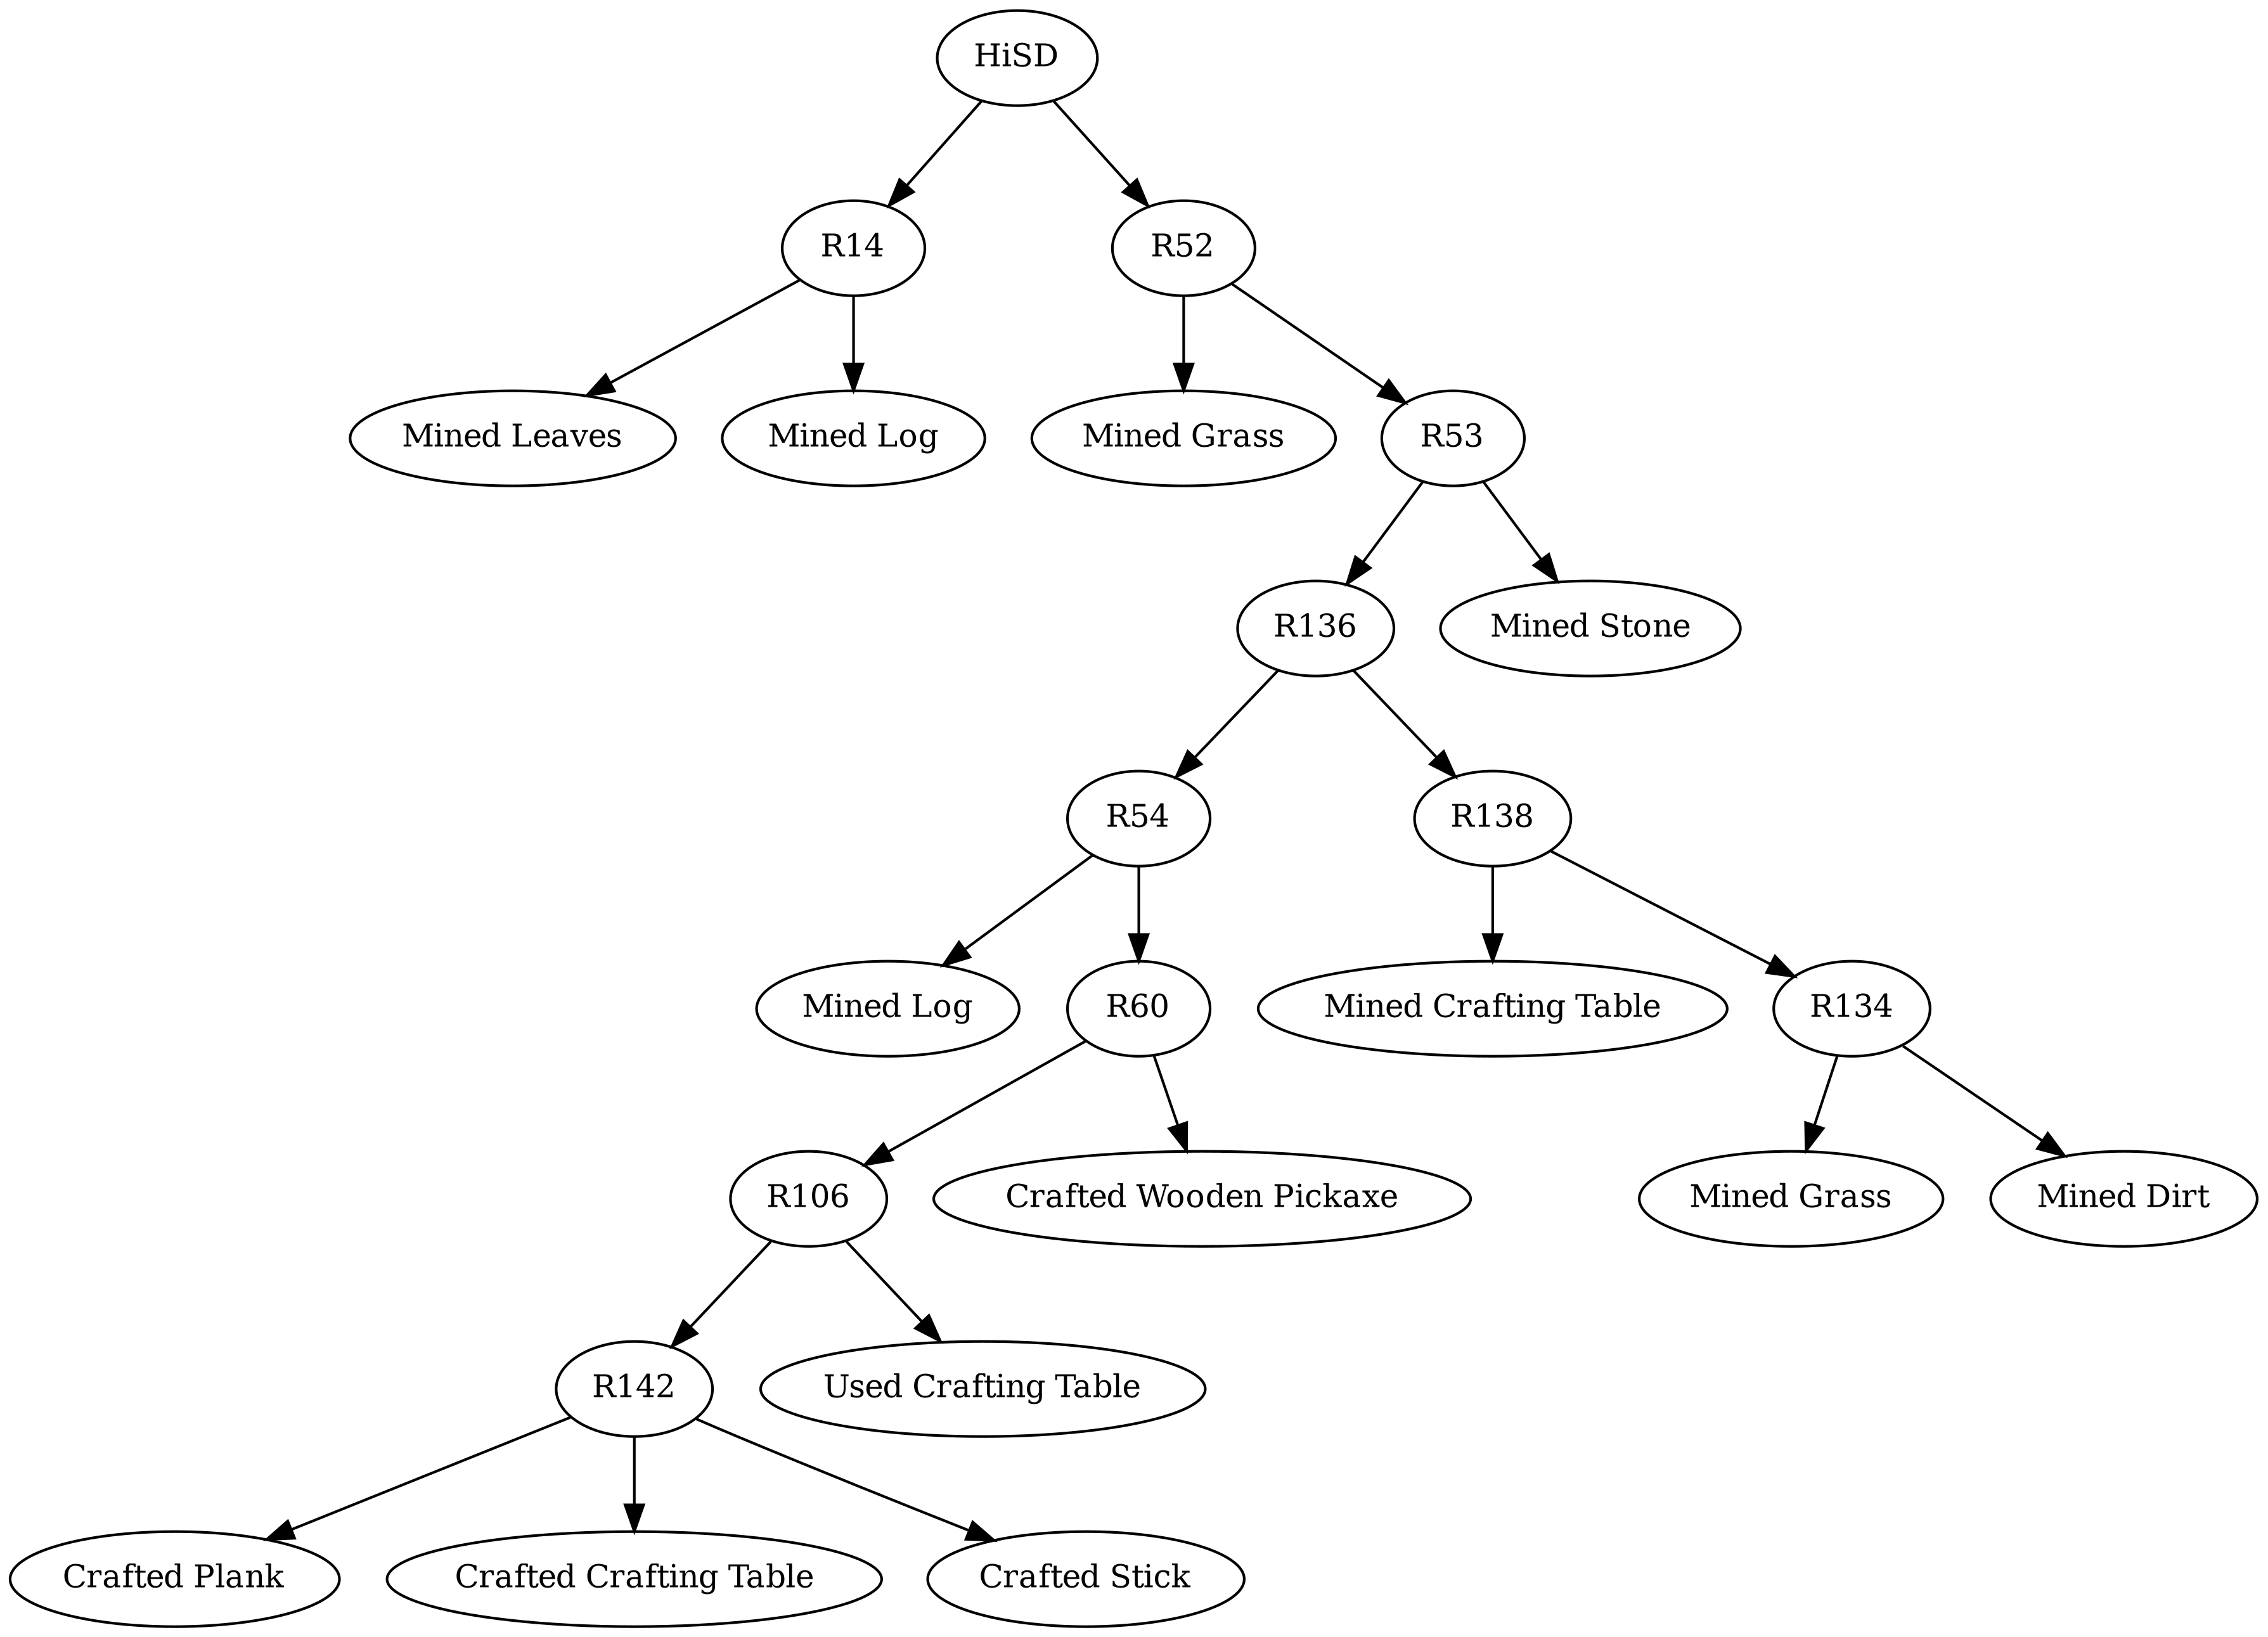 HiSD
R14
R52
Mined Leaves
Mined Log
Mined Grass
R53
R136
Mined Stone
R54
R138
Mined Log
R60
Mined Crafting Table
R134
R106
Crafted Wooden Pickaxe
Mined Grass
Mined Dirt
R142
Used Crafting Table
Crafted Plank
Crafted Crafting Table
Crafted Stick